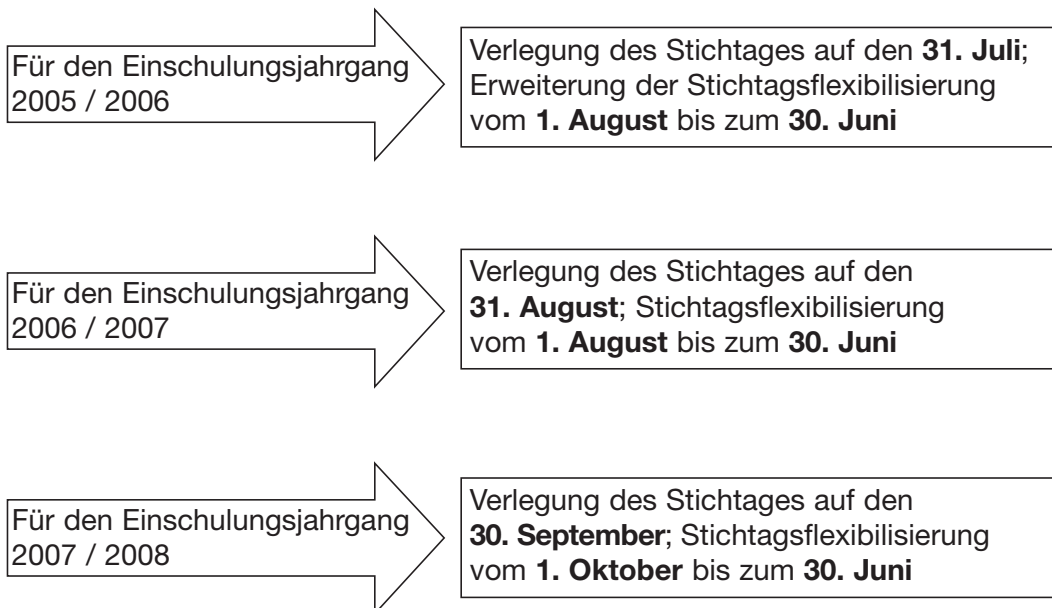 Für den Einschulungsjahrgang
2005 / 2006
Verlegung des Stichtages auf den 31. Juli;
Erweiterung der Stichtagsflexibilisierung
vom 1. August bis zum 30. Juni
Für den Einschulungsjahrgang
2006 / 2007
Verlegung des Stichtages auf den
31. August; Stichtagsflexibilisierung
vom 1. August bis zum 30. Juni
Für den Einschulungsjahrgang
2007 / 2008
Verlegung des Stichtages auf den
30. September; Stichtagsflexibilisierung
vom 1. Oktober bis zum 30. Juni